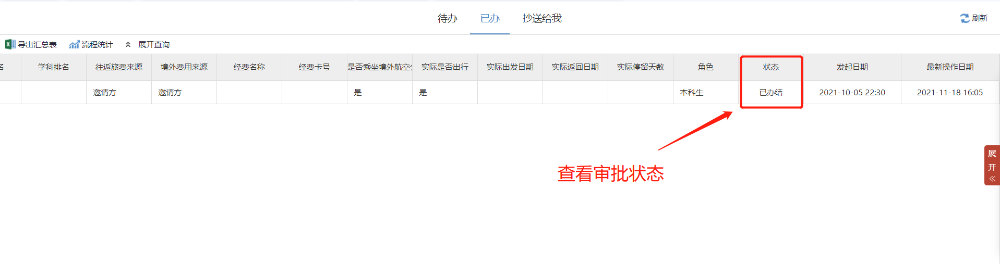 待办 已办 抄送给我 刷新
导出汇总表 流程统计 展开查询
名 学科排名 往返旅费来源 境外费用来源 经费名称 经费卡号 是否乘坐境外航空公 实际是否出行 实际出发日期 实际返回日期 实际停留天数 角色 状态 发起日期 最新操作日期
邀请方 邀请方 是 是 本科生 已办结 2021-10-05 22:30 2021-11-18 16:05
展
开
查看审批状态